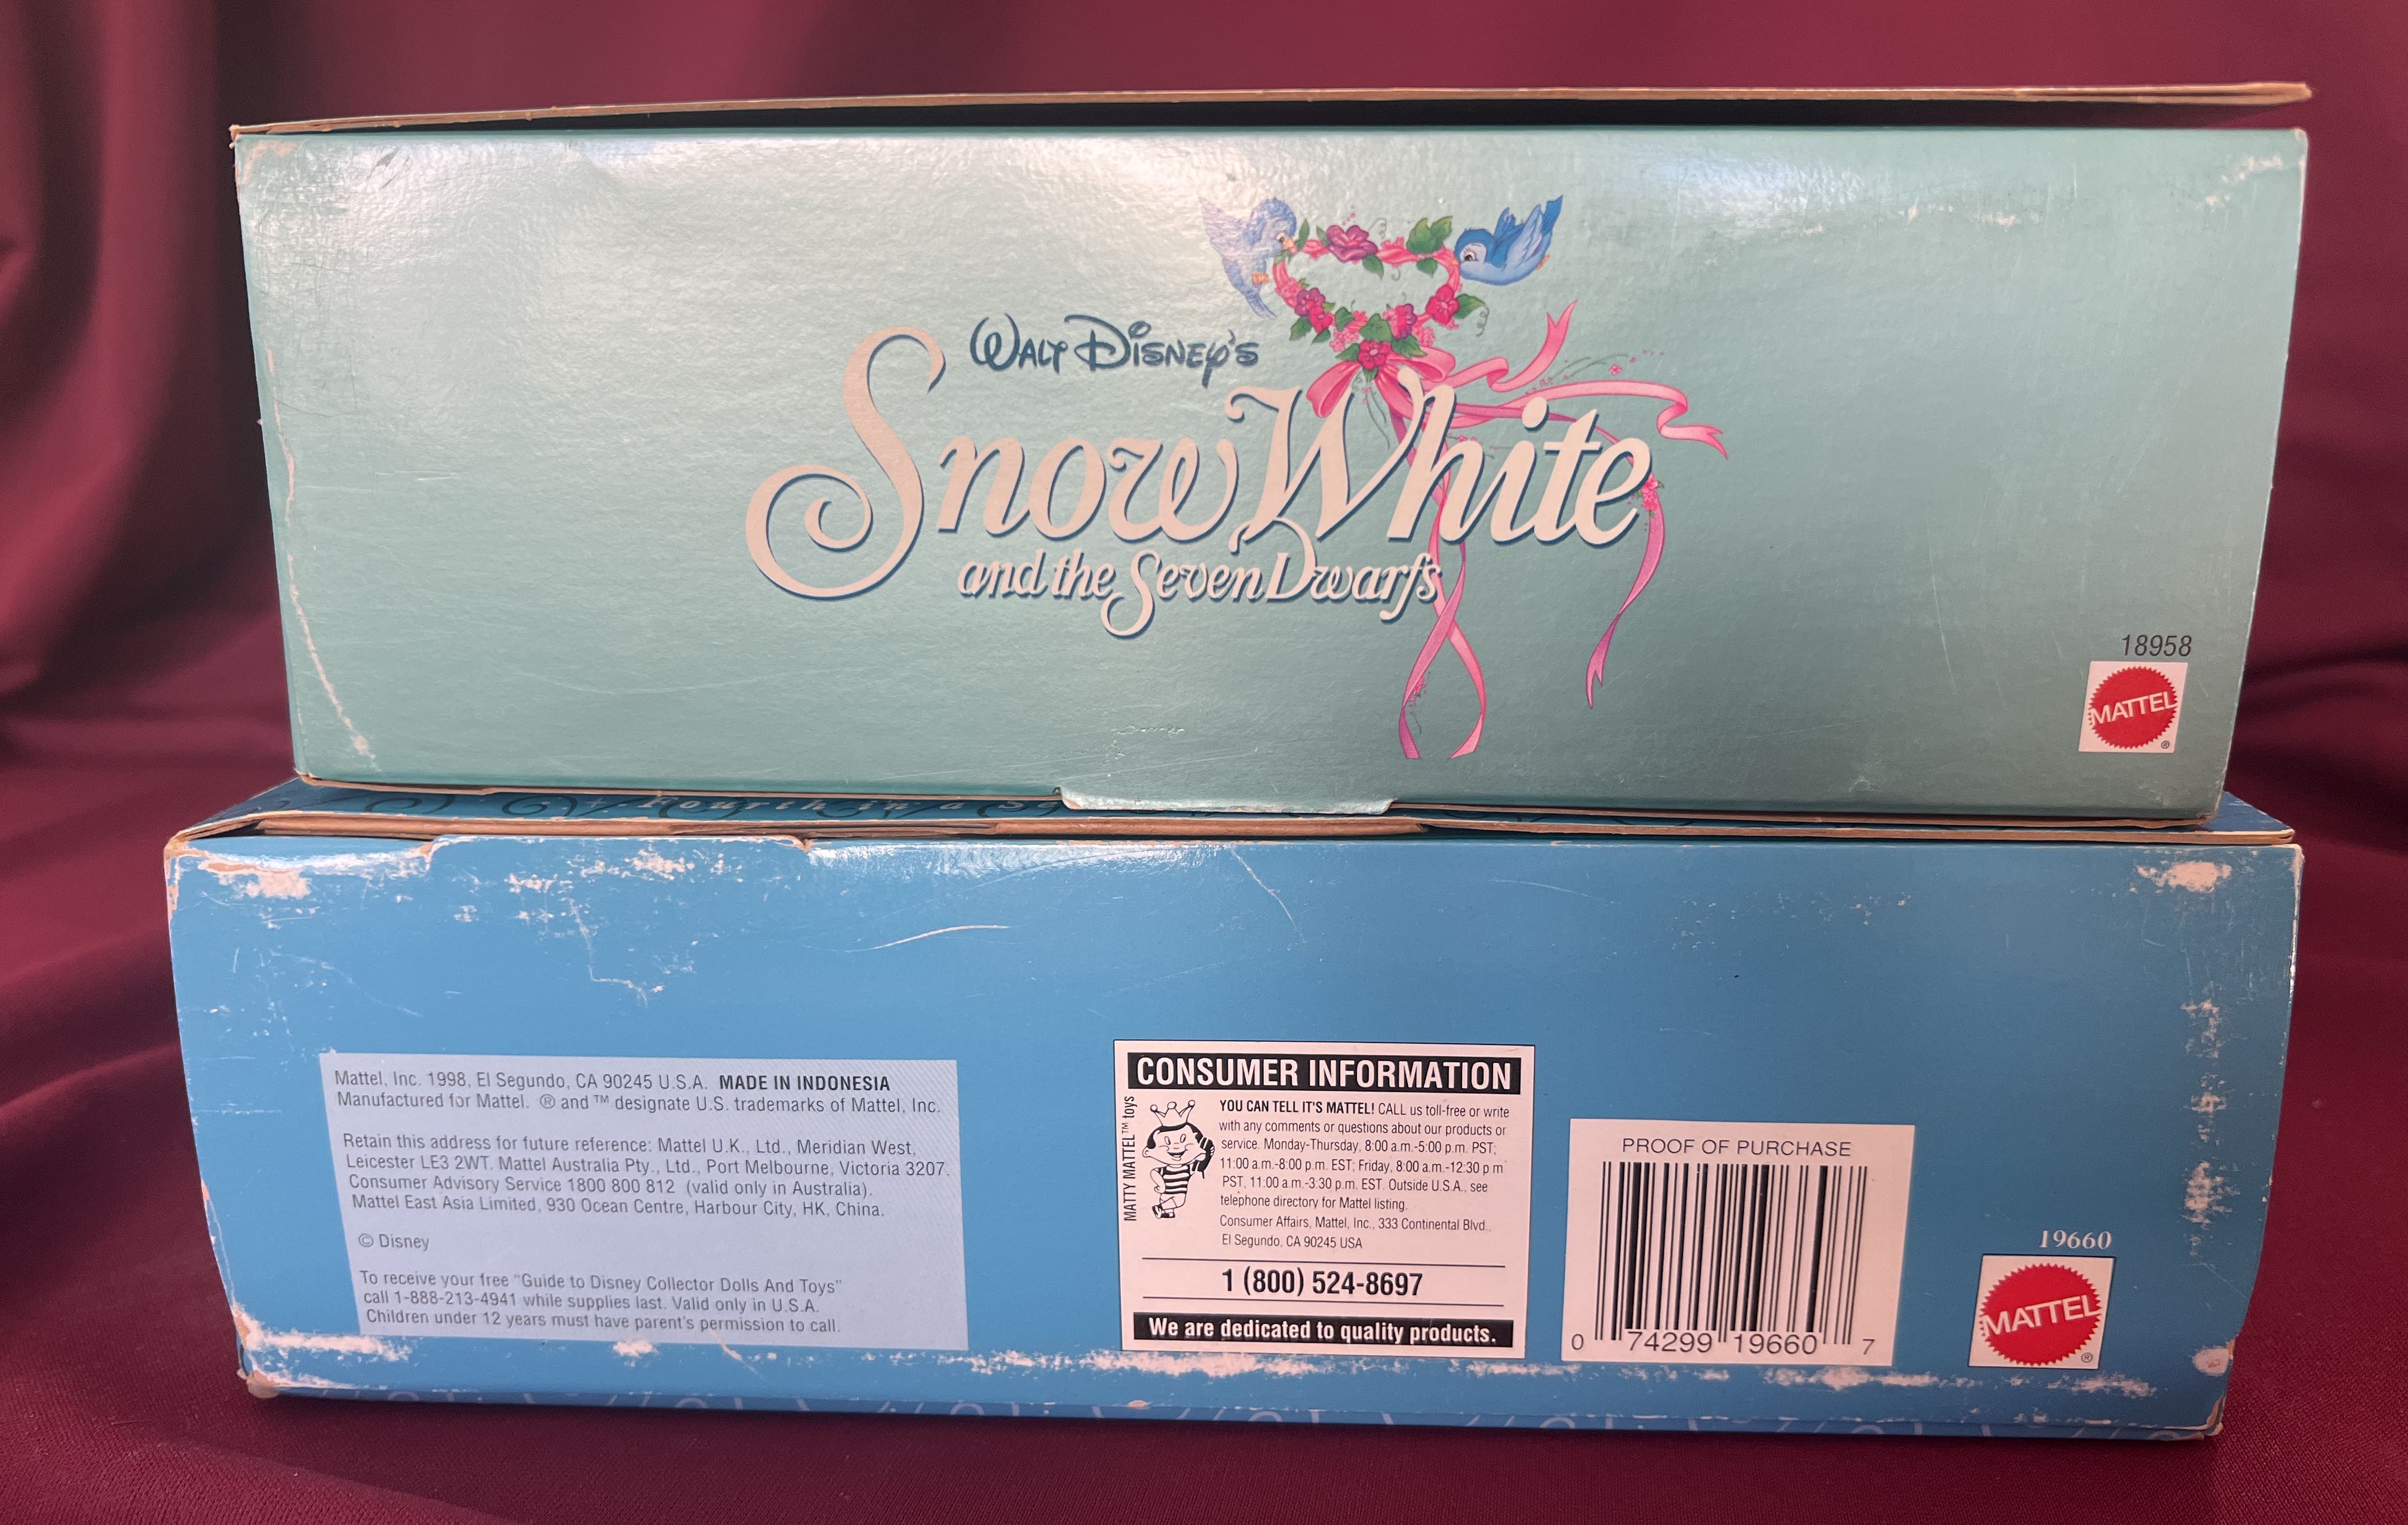 WALT DISNEY'S
Snow White
and the Seven Dwarfs
18958
MATTEL
®
Fourth in a
Mattel, Inc. 1998, El Segundo, CA 90245 U.S.A. MADE IN INDONESIA
Manufactured for Mattel. ® and ™ designate U.S. trademarks of Mattel, Inc.
Retain this address for future reference: Mattel U.K., Ltd., Meridian West,
Leicester LE3 2WT. Mattel Australia Pty., Ltd., Port Melbourne, Victoria 3207.
Consumer Advisory Service 1800 800 812 (valid only in Australia).
Mattel East Asia Limited, 930 Ocean Centre, Harbour City, HK, China.
© Disney
To receive your free "Guide to Disney Collector Dolls And Toys"
call 1-888-213-4941 while supplies last. Valid only in U.S.A.
Children under 12 years must have parent's permission to call.
CONSUMER INFORMATION
MATTY MATTEL™ toys
YOU CAN TELL IT'S MATTEL! CALL us toll-free or write
with any comments or questions about our products or
service. Monday-Thursday, 8:00 a.m.-5:00 p.m. PST;
11:00 a.m.-8:00 p.m. EST; Friday, 8:00 a.m.-12:30 p.m
PST, 11:00 a.m.-3:30 p.m. EST. Outside U.S.A., see
telephone directory for Mattel listing.
Consumer Affairs, Mattel, Inc., 333 Continental Blvd.,
El Segundo, CA 90245 USA
1 (800) 524-8697
We are dedicated to quality products.
PROOF OF PURCHASE
0 74299 19660 7
19660
MATTEL
®